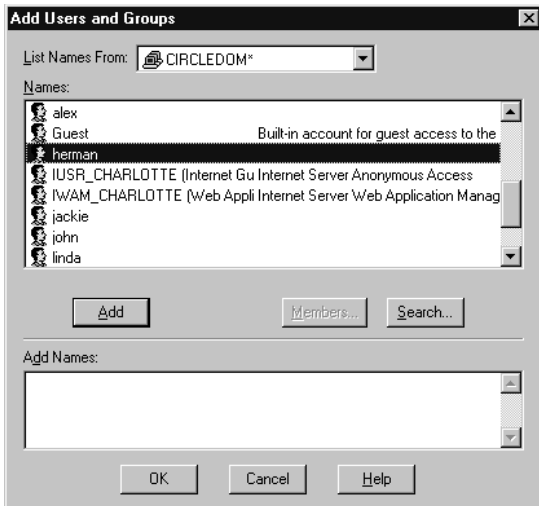 Add Users and Groups
List Names From: CIRCLEDOM*
Names:
alex
Guest Built-in account for guest access to the
herman
IUSR_CHARLOTTE (Internet Gu Internet Server Anonymous Access
IWAM_CHARLOTTE (Web Appli Internet Server Web Application Manag
jackie
john
linda
Add Members... Search...
Add Names:
OK Cancel Help